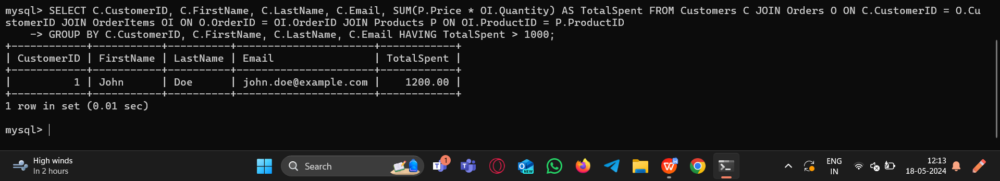 mysql> SELECT C.CustomerID, C.FirstName, C.LastName, C.Email, SUM(P.Price * OI.Quantity) AS TotalSpent FROM Customers C JOIN Orders O ON C.CustomerID = O.Cu
stomerID JOIN OrderItems OI ON O.OrderID = OI.OrderID JOIN Products P ON OI.ProductID = P.ProductID
    -> GROUP BY C.CustomerID, C.FirstName, C.LastName, C.Email HAVING TotalSpent > 1000;
+------------+-----------+----------+----------------------+------------+
| CustomerID | FirstName | LastName | Email                | TotalSpent |
+------------+-----------+----------+----------------------+------------+
|          1 | John      | Doe      | john.doe@example.com |    1200.00 |
+------------+-----------+----------+----------------------+------------+
1 row in set (0.01 sec)
mysql>
High winds
In 2 hours
Search
1
NEW
ENG
IN
12:13
18-05-2024